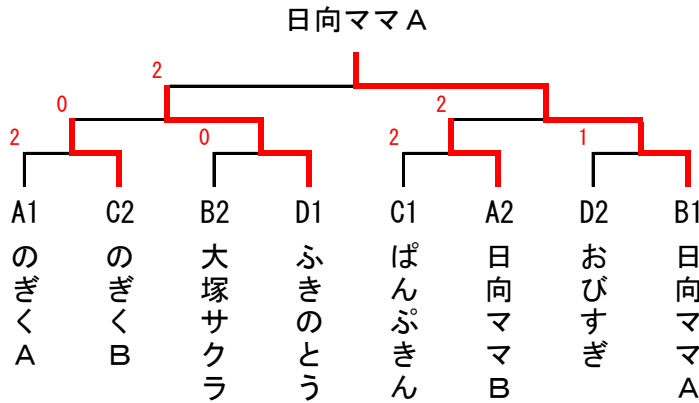 日向ママA
2
0
2
2
0
2
1
A1 C2 B2 D1 C1 A2 D2 B1
のぎくA
のぎくB
大塚サクラ
ふきのとう
ぱんぷきん
日向ママB
おびすぎ
日向ママA